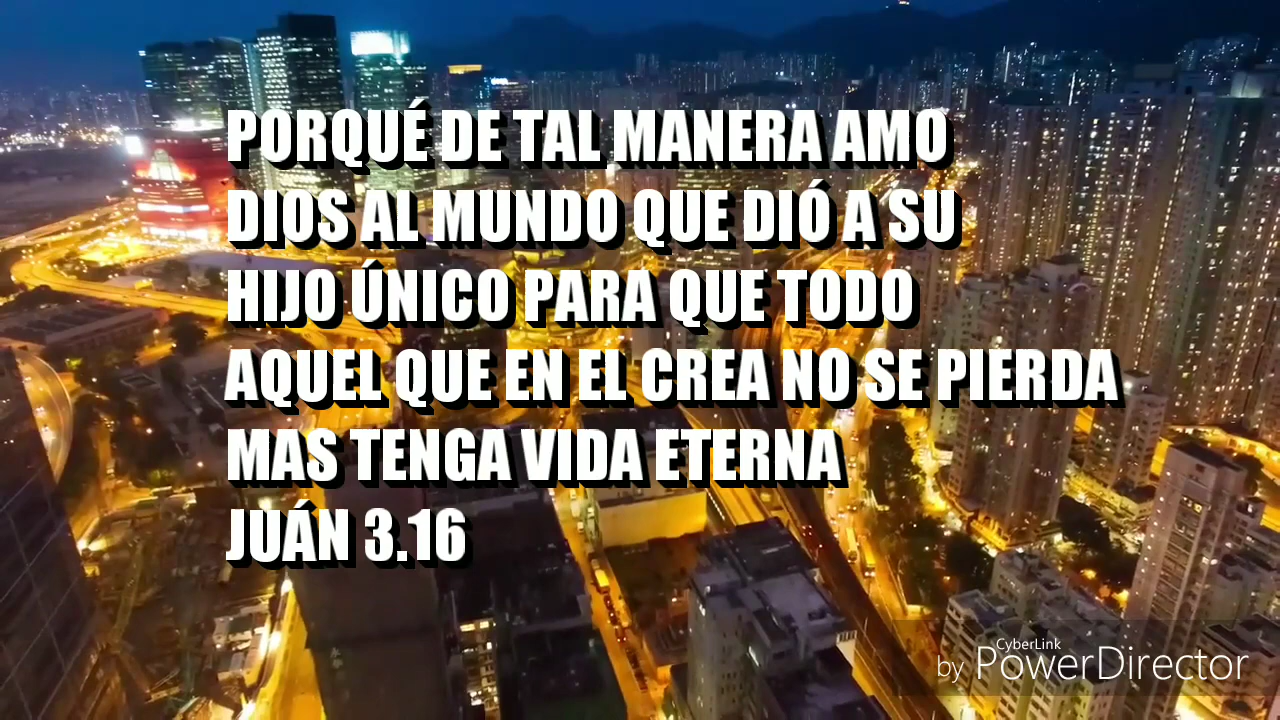 PORQUÉ DE TAL MANERA AMO
DIOS AL MUNDO QUE DIÓ A SU
HIJO ÚNICO PARA QUE TODO
AQUEL QUE EN EL CREA NO SE PIERDA
MAS TENGA VIDA ETERNA
JUÁN 3.16
CyberLink
by PowerDirector